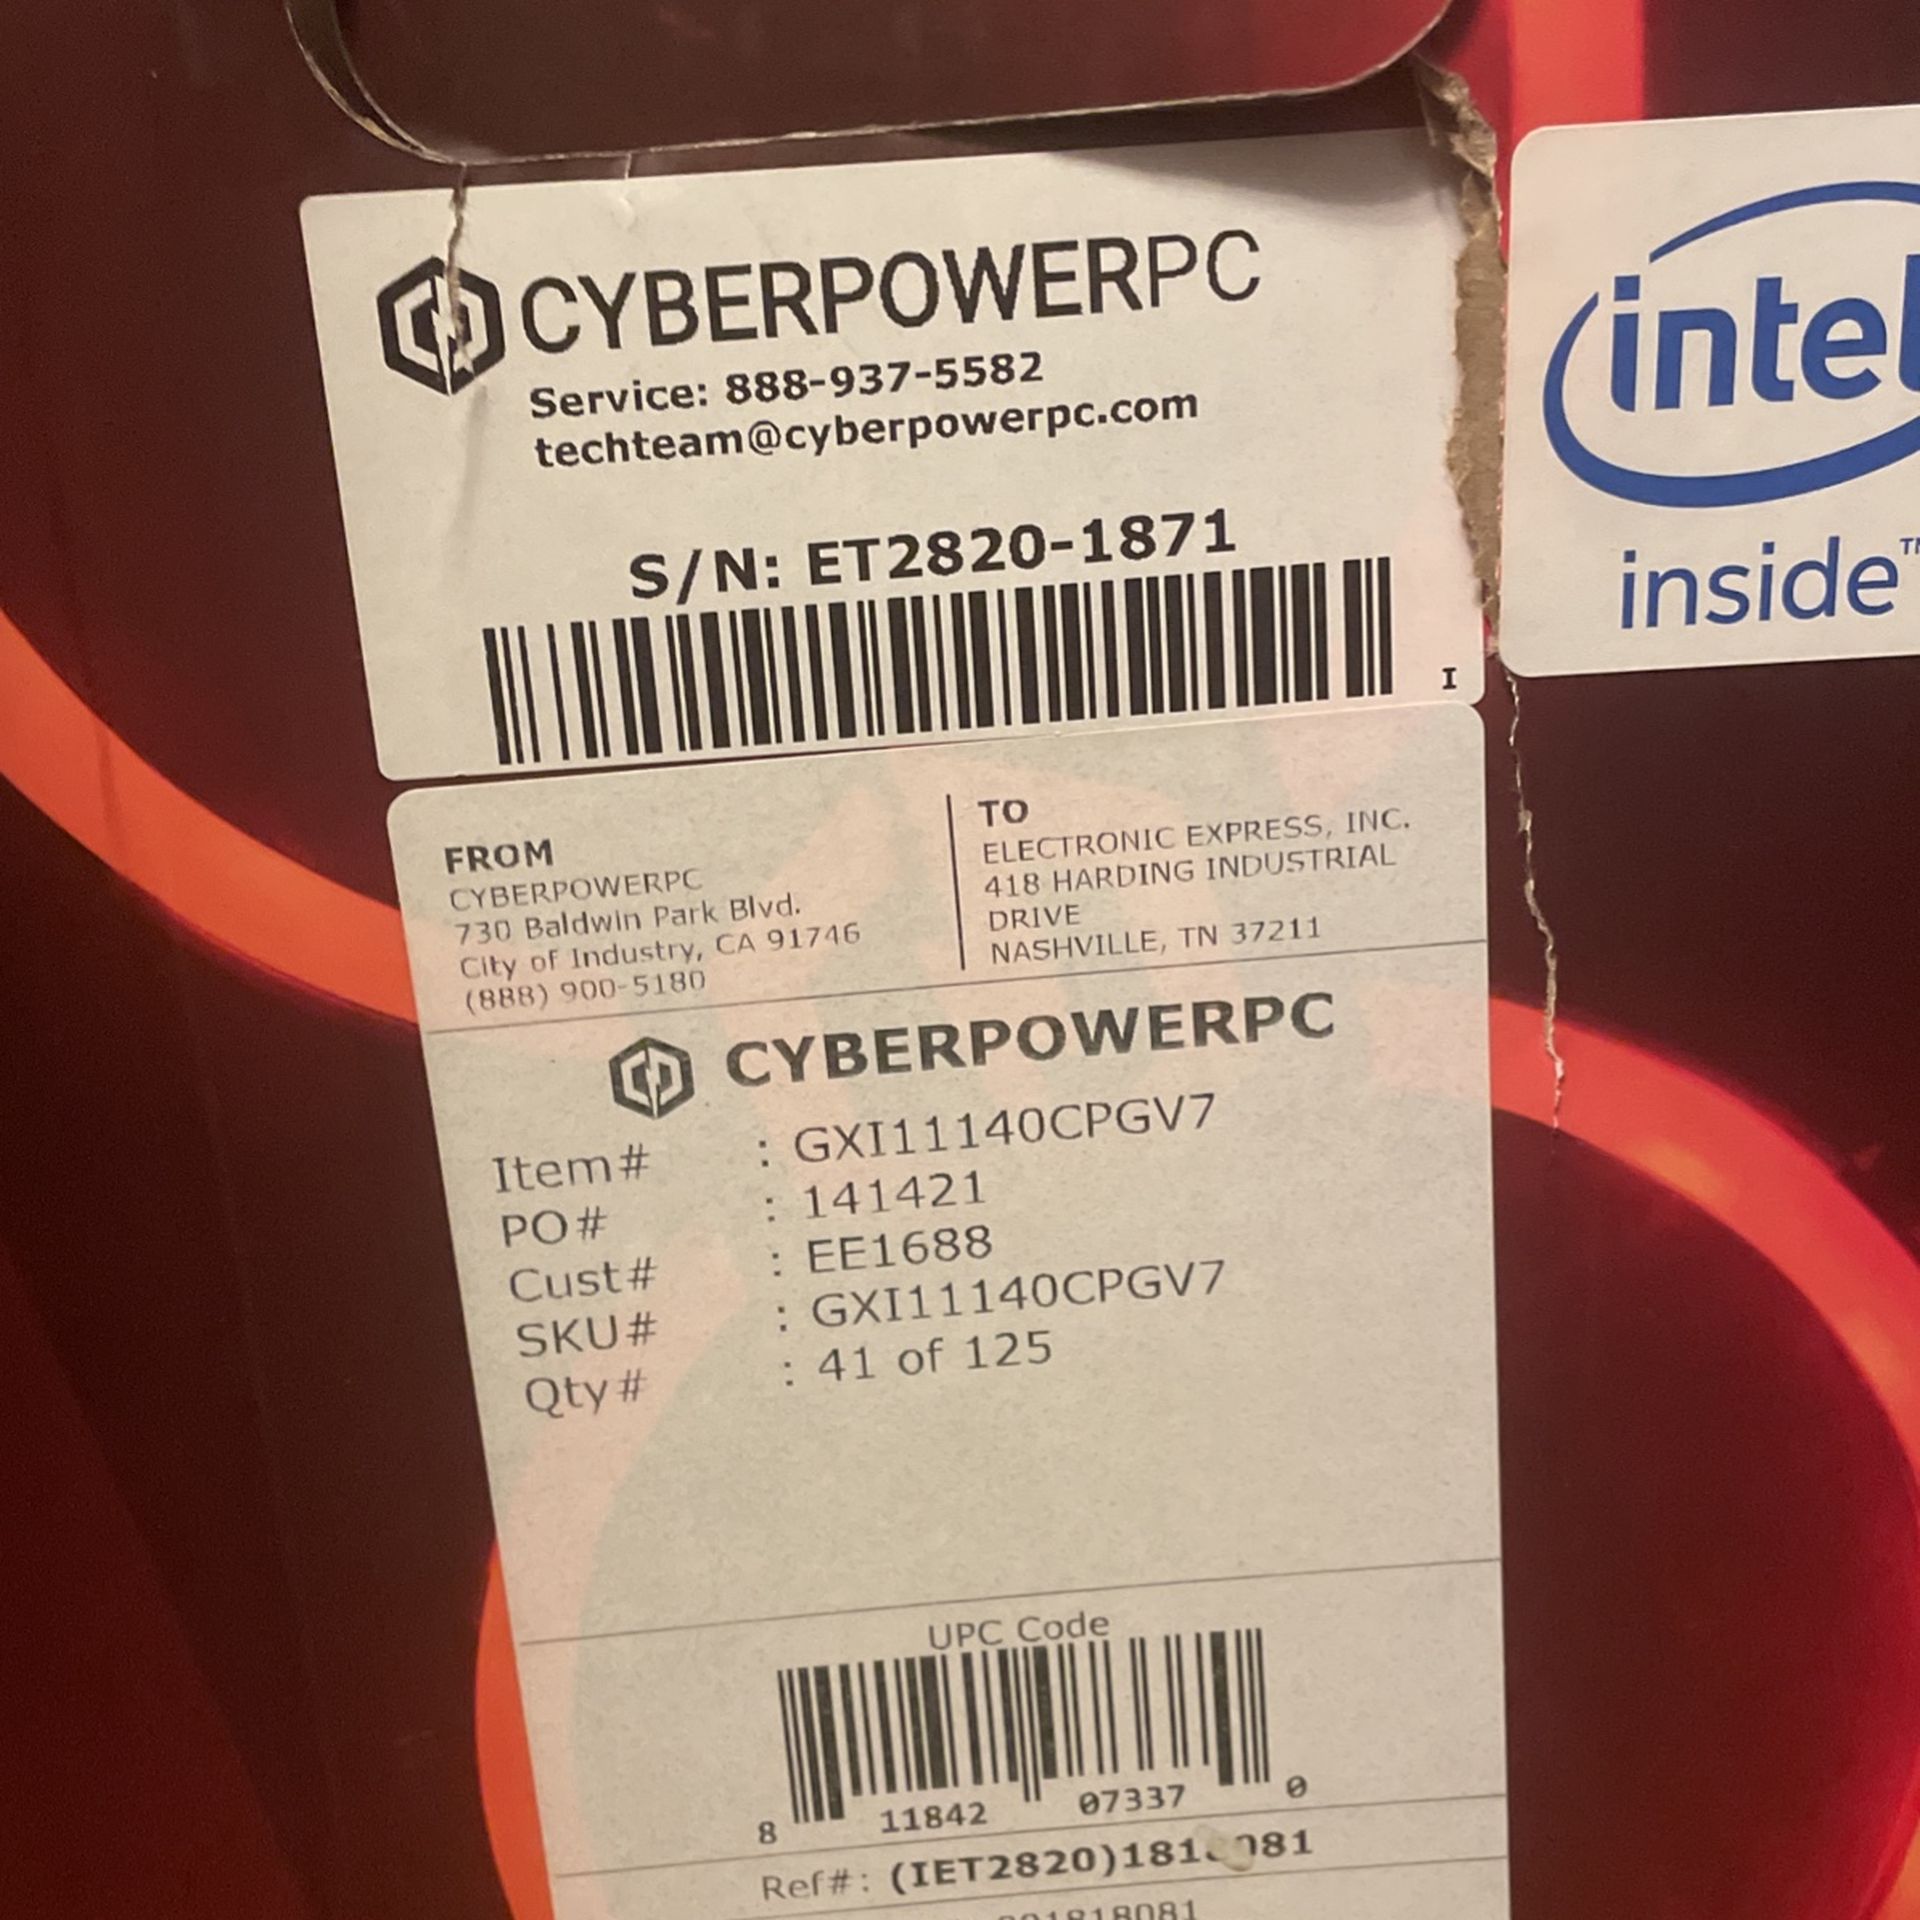 CYBERPOWERPC
Service: 888-937-5582
techteam@cyberpowerpc.com
S/N: ET2820-1871
I
intel
inside™
FROM
CYBERPOWERPC
730 Baldwin Park Blvd.
City of Industry, CA 91746
(888) 900-5180
TO
ELECTRONIC EXPRESS, INC.
418 HARDING INDUSTRIAL
DRIVE
NASHVILLE, TN 37211
CYBERPOWERPC
Item# : GXI11140CPGV7
PO# : 141421
Cust# : EE1688
SKU# : GXI11140CPGV7
Qty# : 41 of 125
UPC Code
8 11842 07337 0
Ref#: